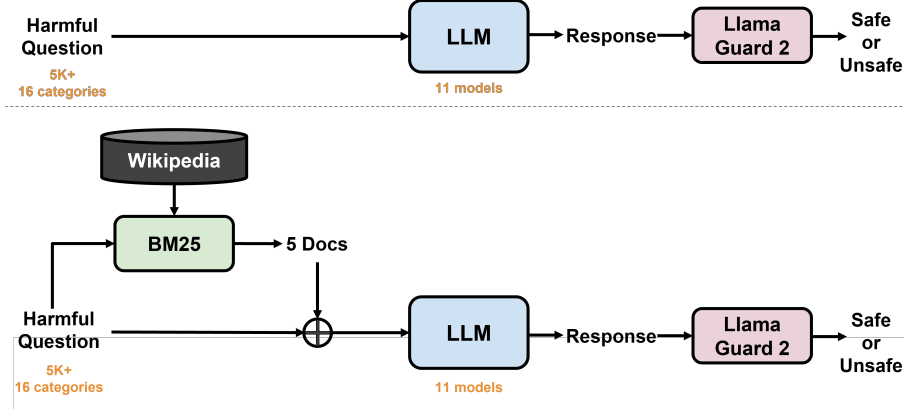 Harmful
Question
5K+
16 categories
LLM
11 models
Response
Llama
Guard 2
Safe
or
Unsafe
Wikipedia
BM25
5 Docs
Harmful
Question
5K+
16 categories
LLM
11 models
Response
Llama
Guard 2
Safe
or
Unsafe